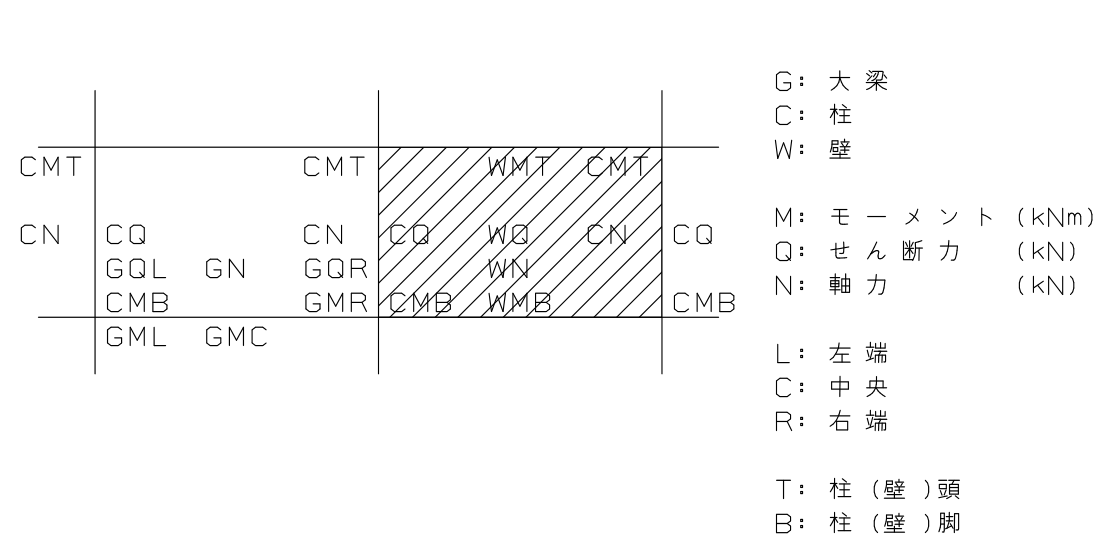 G: 大梁
C: 柱
W: 壁
CMT CMT WMT CMT
M: モーメント (kNm)
CN CQ CN CQ WQ CN CQ
Q: せん断力 (kN)
GQL GN GQR WN
N: 軸力 (kN)
CMB GMR CMB WMB CMB
GML GMC
L: 左端
C: 中央
R: 右端
T: 柱(壁)頭
B: 柱(壁)脚